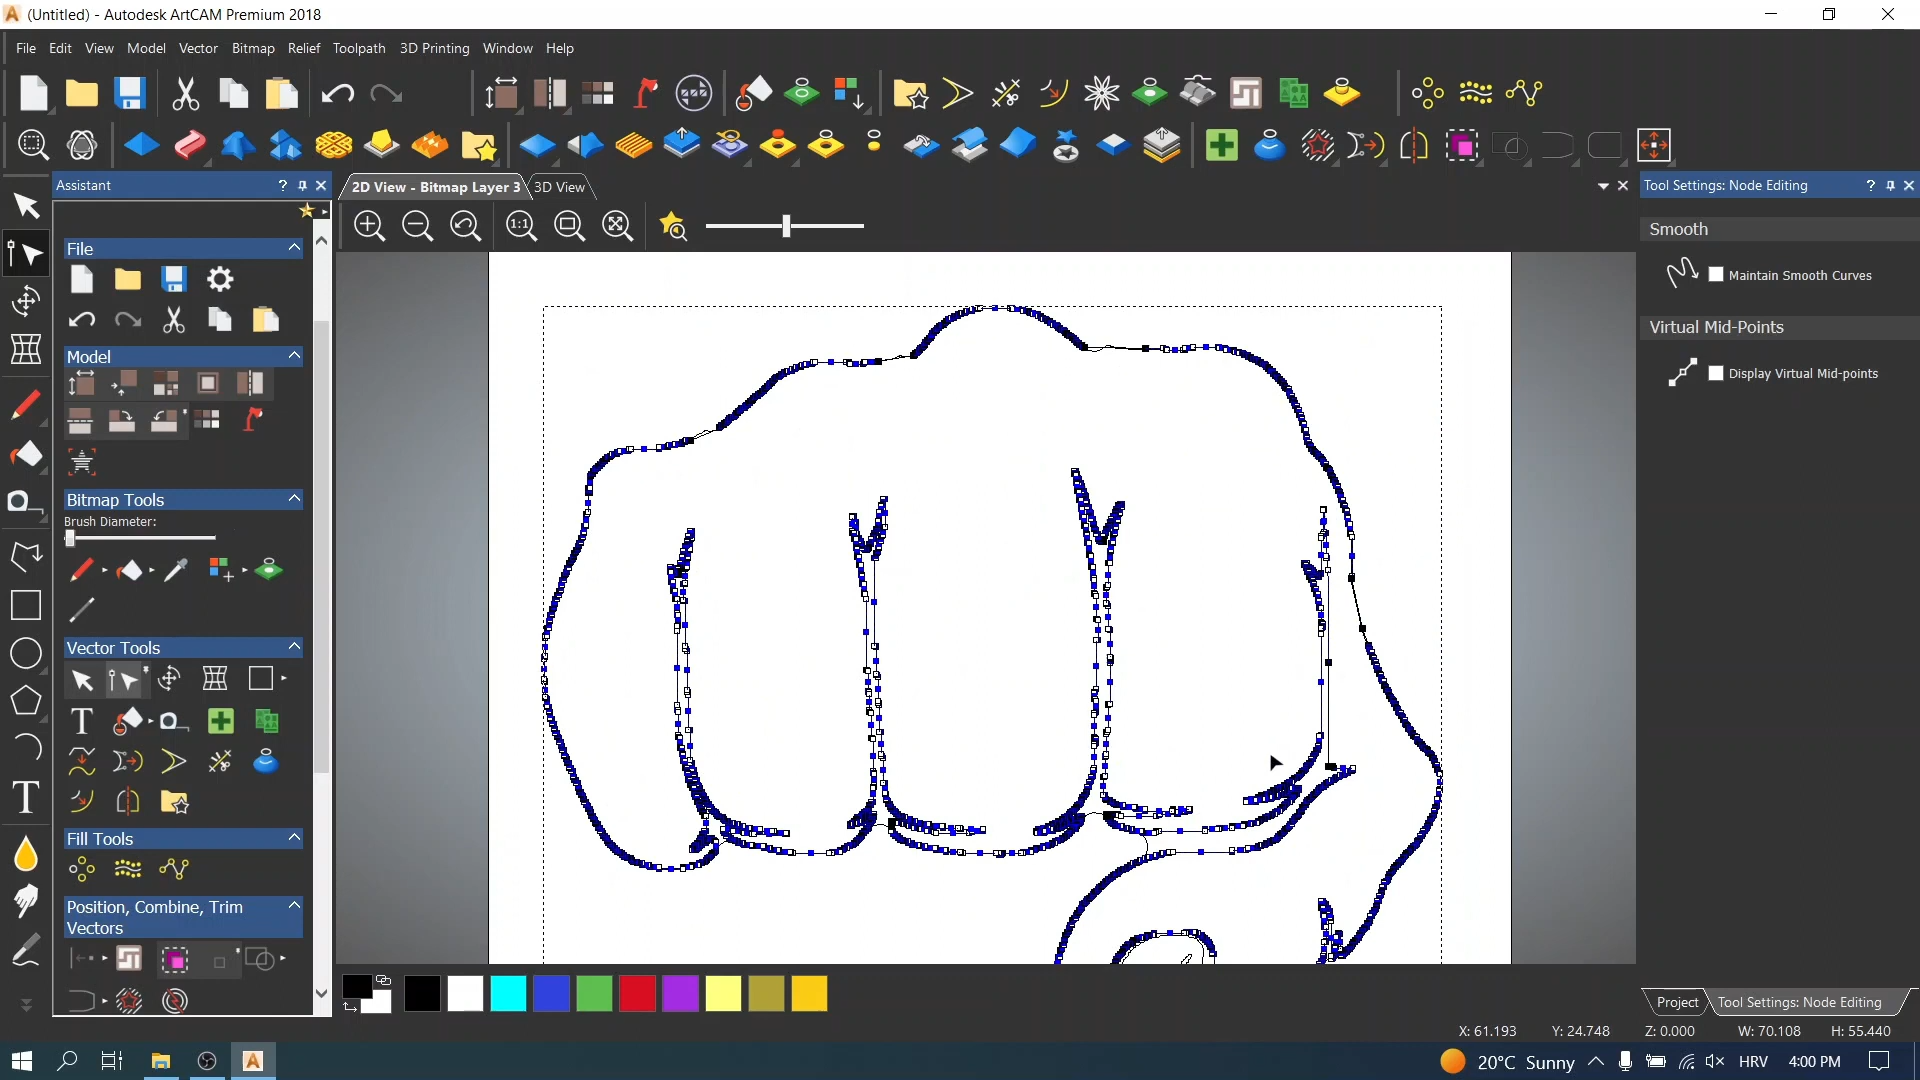 (Untitled) - Autodesk ArtCAM Premium 2018
File Edit View Model Vector Bitmap Relief Toolpath 3D Printing Window Help
Assistant
?
2D View - Bitmap Layer 3
3D View
Tool Settings: Node Editing
?
1:1
File
Smooth
Maintain Smooth Curves
Virtual Mid-Points
Display Virtual Mid-points
Model
Bitmap Tools
Brush Diameter:
Vector Tools
T
T
Fill Tools
Position, Combine, Trim
Vectors
Project
Tool Settings: Node Editing
X: 61.193 Y: 24.748 Z: 0.000 W: 70.108 H: 55.440
20°C Sunny
HRV
4:00 PM